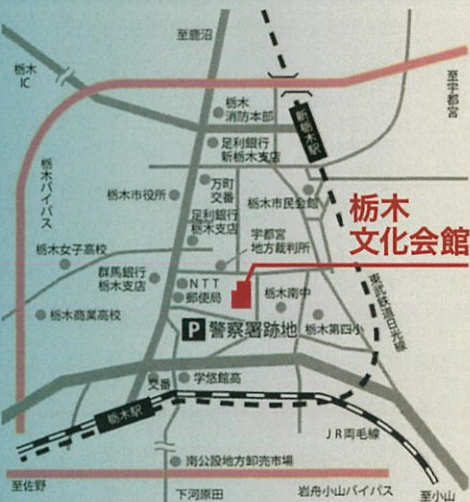 至鹿沼
栃木
IC
栃木
消防本部
至宇都宮
新栃木駅
足利銀行
新栃木支店
栃木バイパス
万町
交番
栃木市役所
栃木市民会館
足利銀行
栃木支店
栃木
文化会館
宇都宮
地方裁判所
栃木女子高校
群馬銀行
栃木支店
NTT
郵便局
栃木南中
東武鉄道日光線
栃木商業高校
P 警察署跡地
栃木第四小
交番
学悠館高
栃木駅
JR両毛線
南公設地方卸売市場
至佐野
下河原田
岩舟小山バイパス
至小山